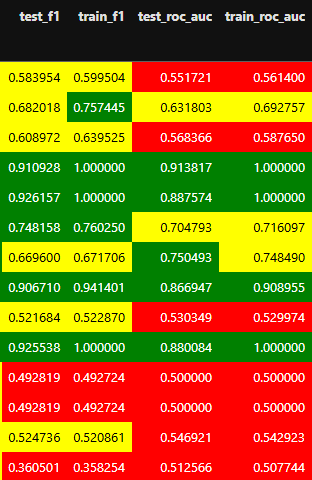 test_f1 train_f1 test_roc_auc train_roc_auc
0.583954 0.599504 0.551721 0.561400
0.682018 0.757445 0.631803 0.692757
0.608972 0.639525 0.568366 0.587650
0.910928 1.000000 0.913817 1.000000
0.926157 1.000000 0.887574 1.000000
0.748158 0.760250 0.704793 0.716097
0.669600 0.671706 0.750493 0.748490
0.906710 0.941401 0.866947 0.908955
0.521684 0.522870 0.530349 0.529974
0.925538 1.000000 0.880084 1.000000
0.492819 0.492724 0.500000 0.500000
0.492819 0.492724 0.500000 0.500000
0.524736 0.520861 0.546921 0.542923
0.360501 0.358254 0.512566 0.507744